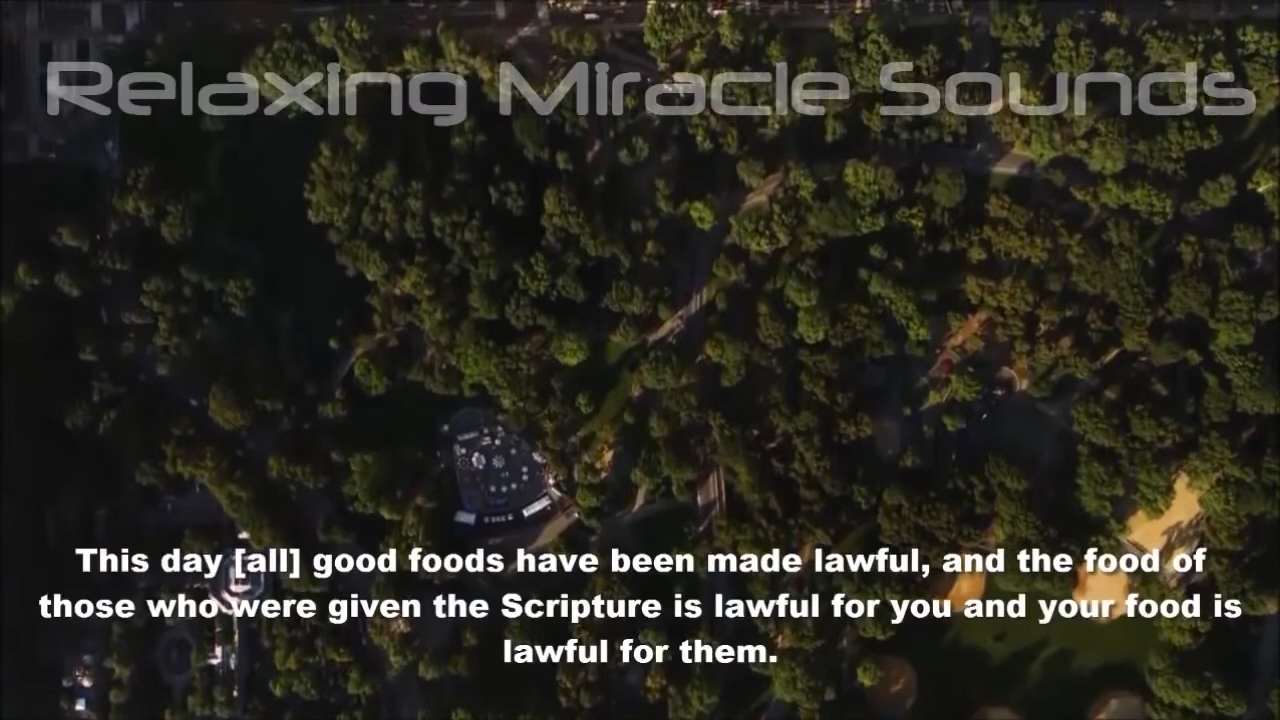 Relaxing Miracle Sounds
This day [all] good foods have been made lawful, and the food of
those who were given the Scripture is lawful for you and your food is
lawful for them.